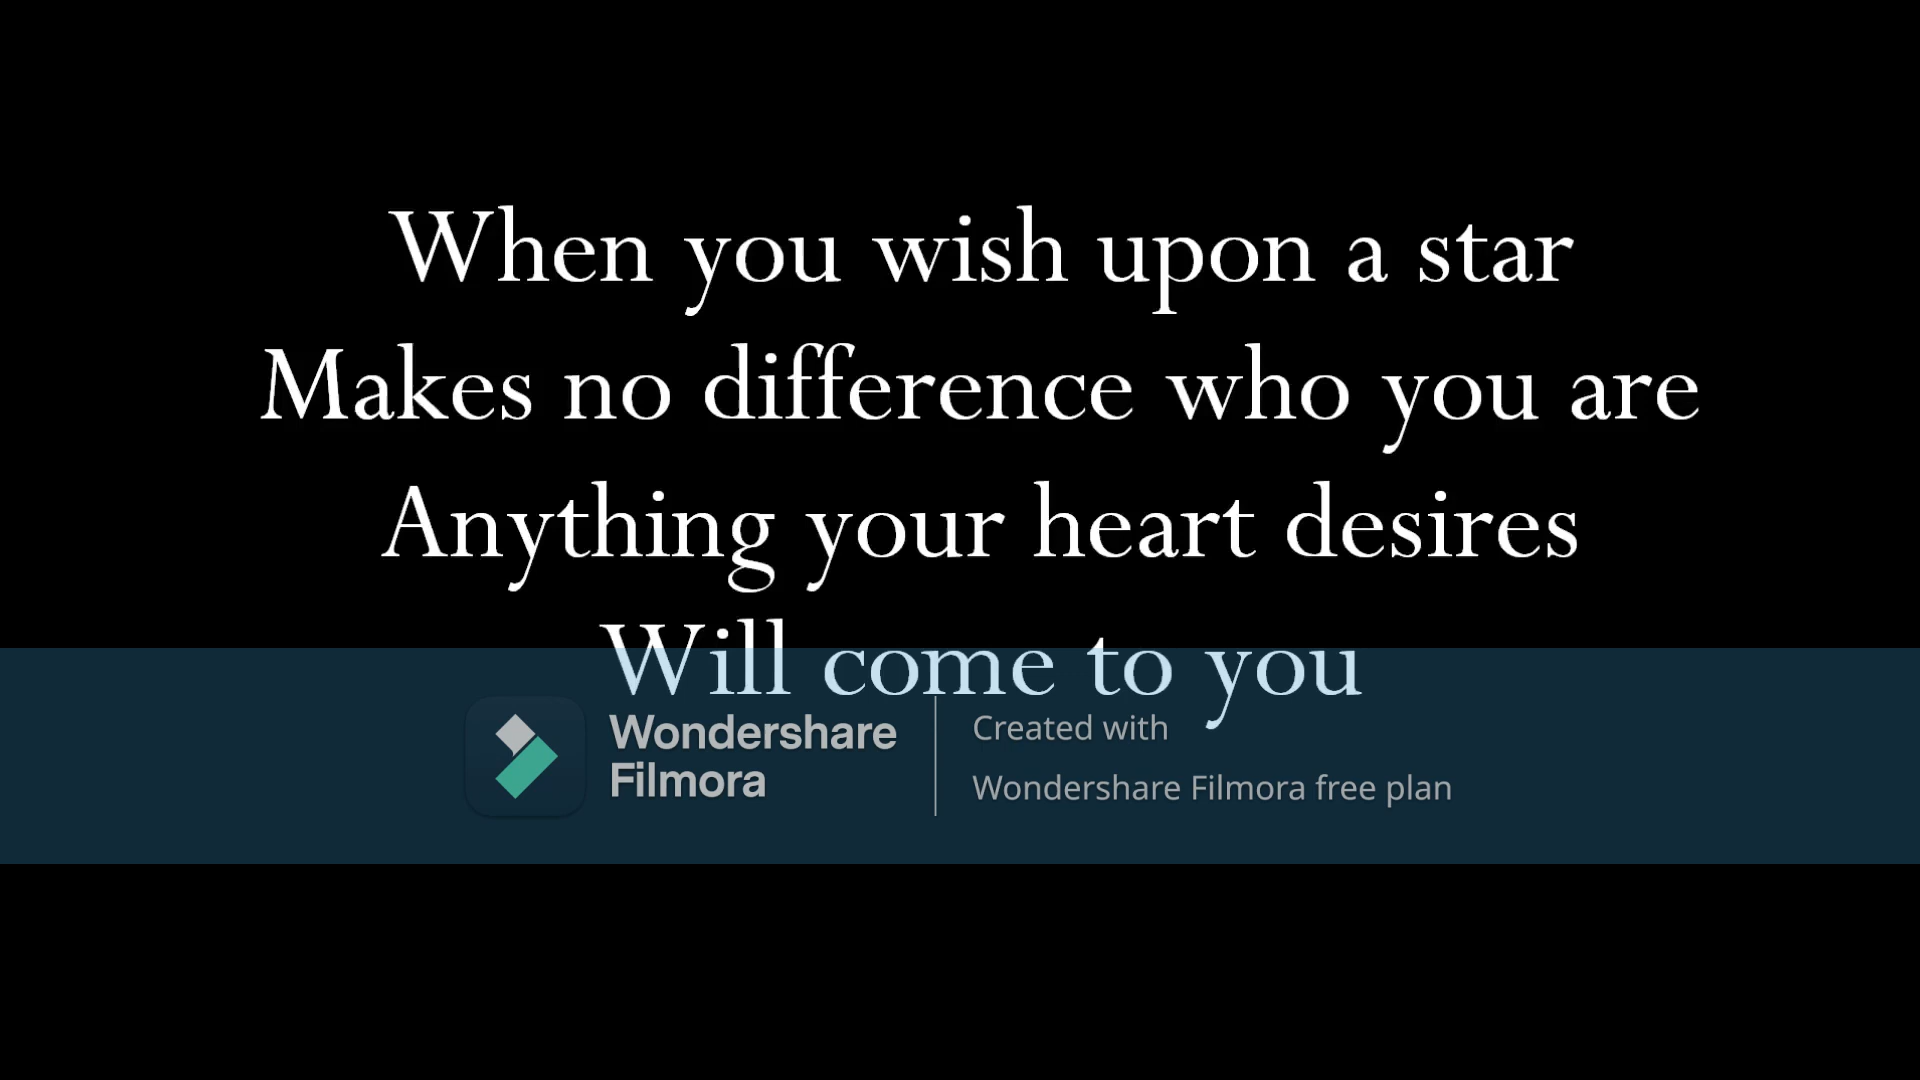 When you wish upon a star
Makes no difference who you are
Anything your heart desires
Will come to you
Wondershare
Filmora
Created with
Wondershare Filmora free plan